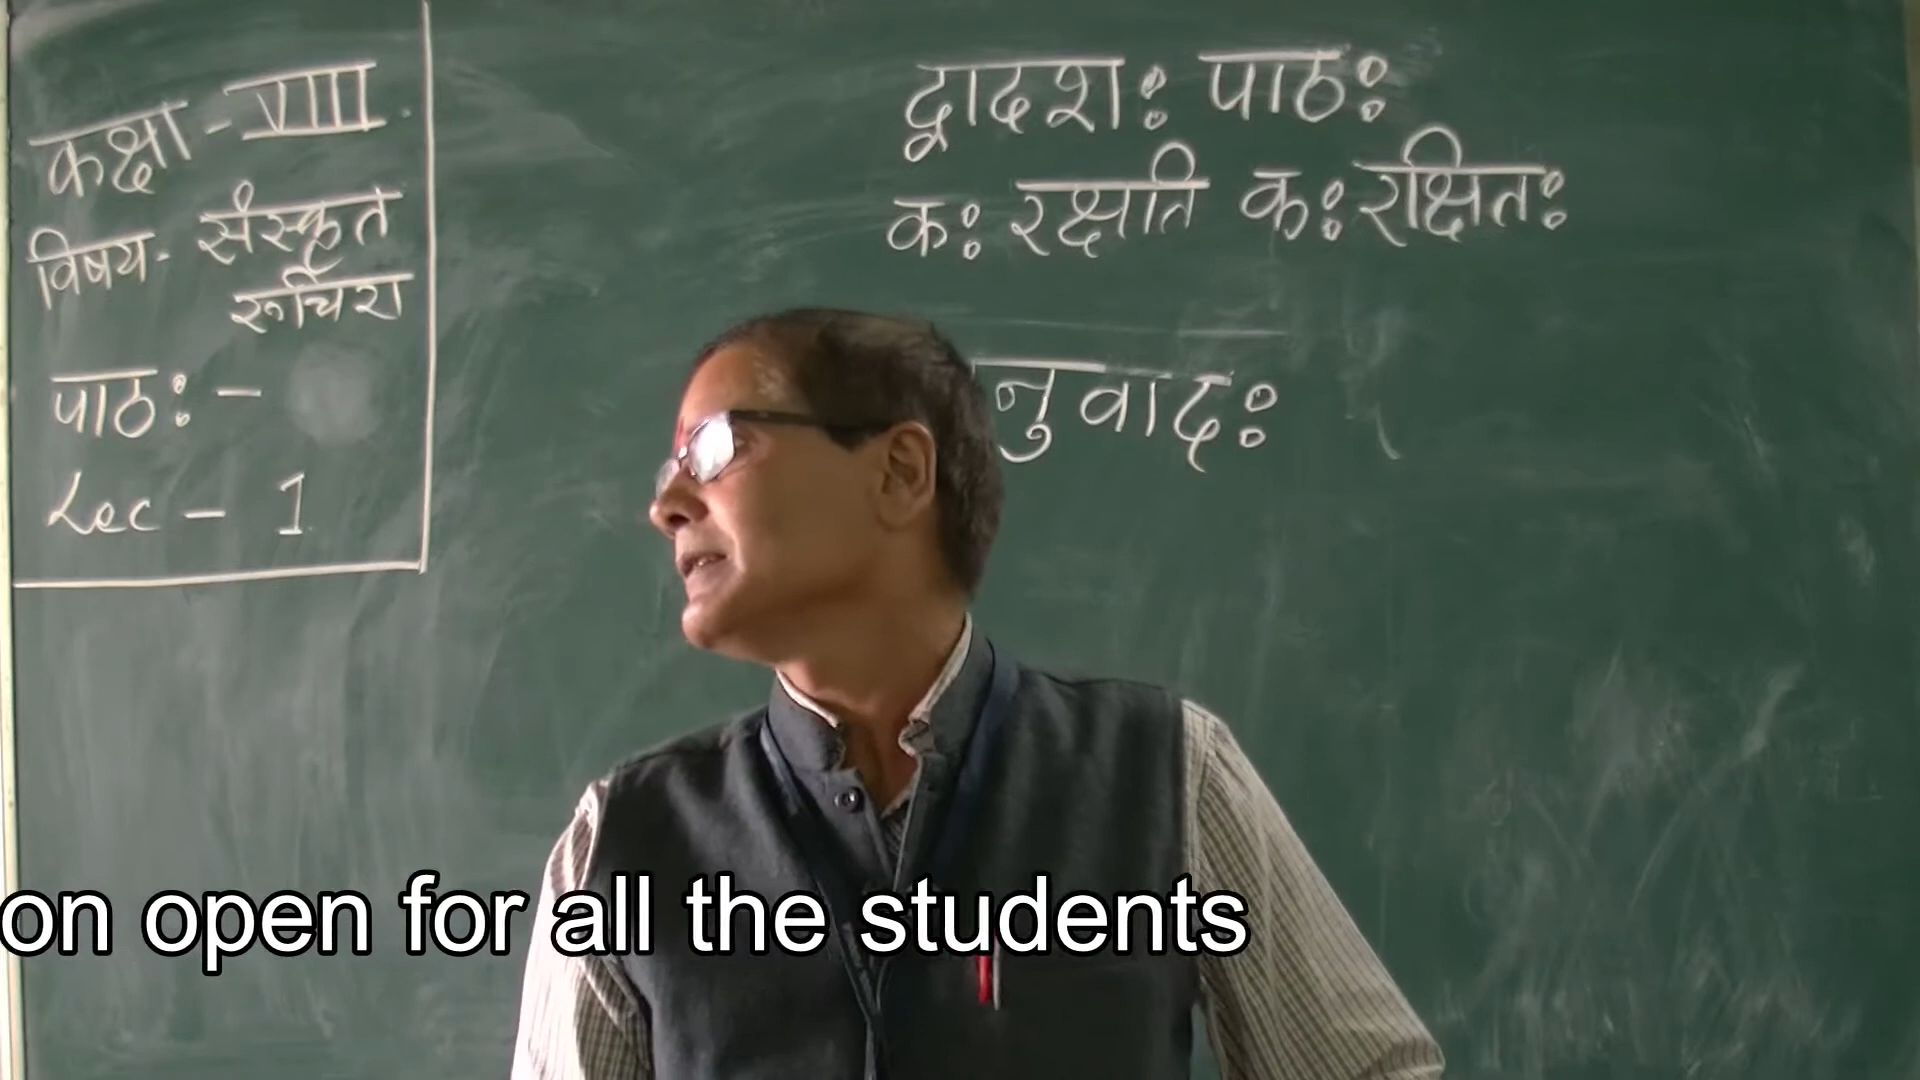 कक्षा - VIII.
विषय - संस्कृत
रूचिरा
पाठः -
Lec - 1
द्वादशः पाठः
कः रक्षति कः रक्षितः
नुवादः
on open for all the students